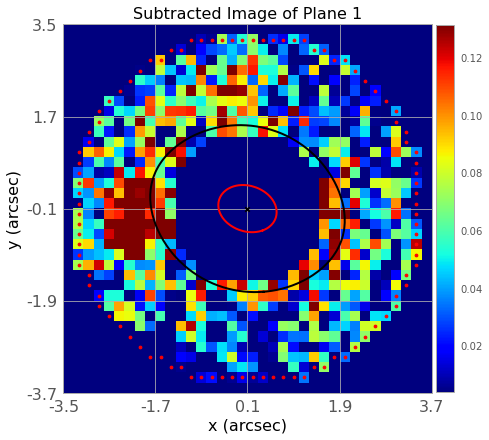 Subtracted Image of Plane 1
3.5
1.7
-0.1
-1.9
-3.7
y (arcsec)
-3.5 -1.7 0.1 1.9 3.7
x (arcsec)
0.12
0.10
0.08
0.06
0.04
0.02